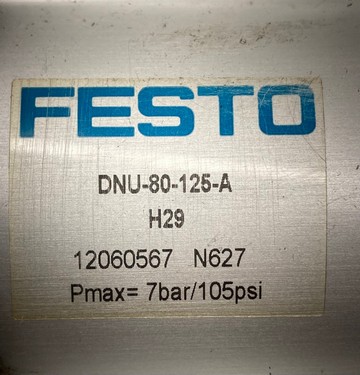 FESTO
DNU-80-125-A
H29
12060567 N627
Pmax= 7bar/105psi